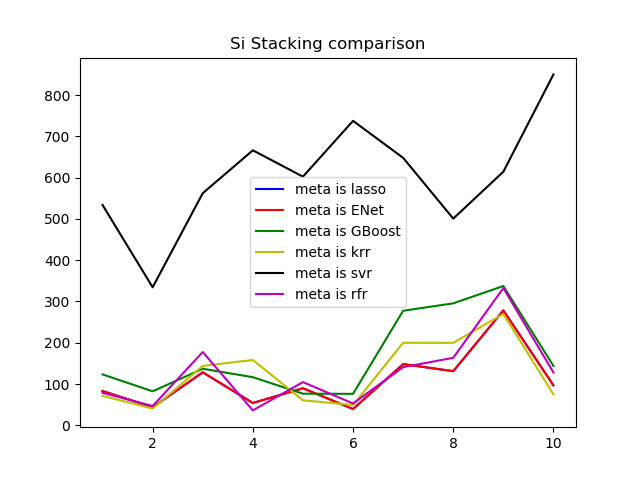 Si Stacking comparison
800
700
600
500
400
300
200
100
0
meta is lasso
meta is ENet
meta is GBoost
meta is krr
meta is svr
meta is rfr
2 4 6 8 10